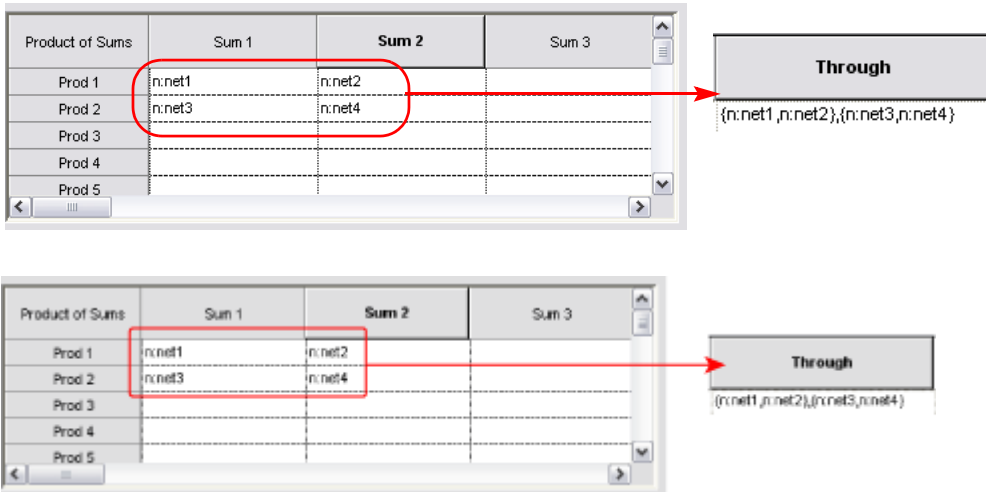 Product of Sums Sum 1 Sum 2 Sum 3
Prod 1 n:net1 n:net2
Prod 2 n:net3 n:net4
Prod 3
Prod 4
Prod 5
Through
{n:net1,n:net2},{n:net3,n:net4}
Product of Sums Sum 1 Sum 2 Sum 3
Prod 1 n:net1 n:net2
Prod 2 n:net3 n:net4
Prod 3
Prod 4
Prod 5
Through
{n:net1,n:net2},{n:net3,n:net4}